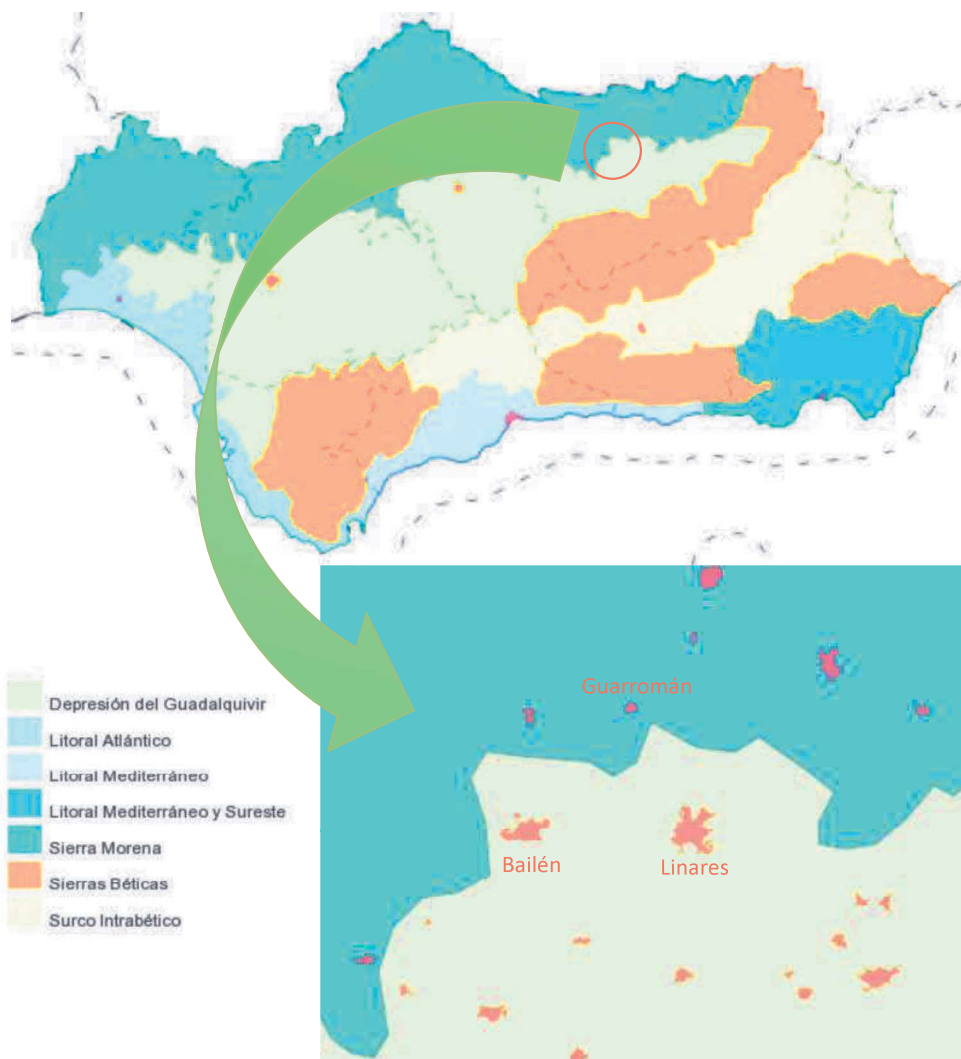 Guarromán
Bailén
Linares
Depresión del Guadalquivir
Litoral Atlántico
Litoral Mediterráneo
Litoral Mediterráneo y Sureste
Sierra Morena
Sierras Béticas
Surco Intrabético